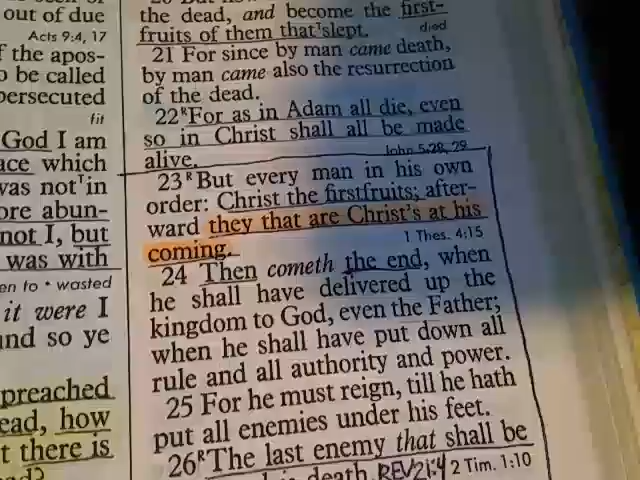 out of due
Acts 9:4, 17
f the apos-
o be called
persecuted
fit
God I am
ace which
was not in
ore abun-
not I, but
was with
en to • wasted
it were I
and so ye
preached
ead, how
t there is
the dead, and become the first-
fruits of them that slept. died
21 For since by man came death,
by man came also the resurrection
of the dead.
22 R For as in Adam all die, even
so in Christ shall all be made
alive. John 5:28, 29
23 R But every man in his own
order: Christ the firstfruits; after-
ward they that are Christ's at his
coming. 1 Thes. 4:15
24 Then cometh the end, when
he shall have delivered up the
kingdom to God, even the Father;
when he shall have put down all
rule and all authority and power.
25 For he must reign, till he hath
put all enemies under his feet.
26 R The last enemy that shall be
death. REV 21:4 2 Tim. 1:10